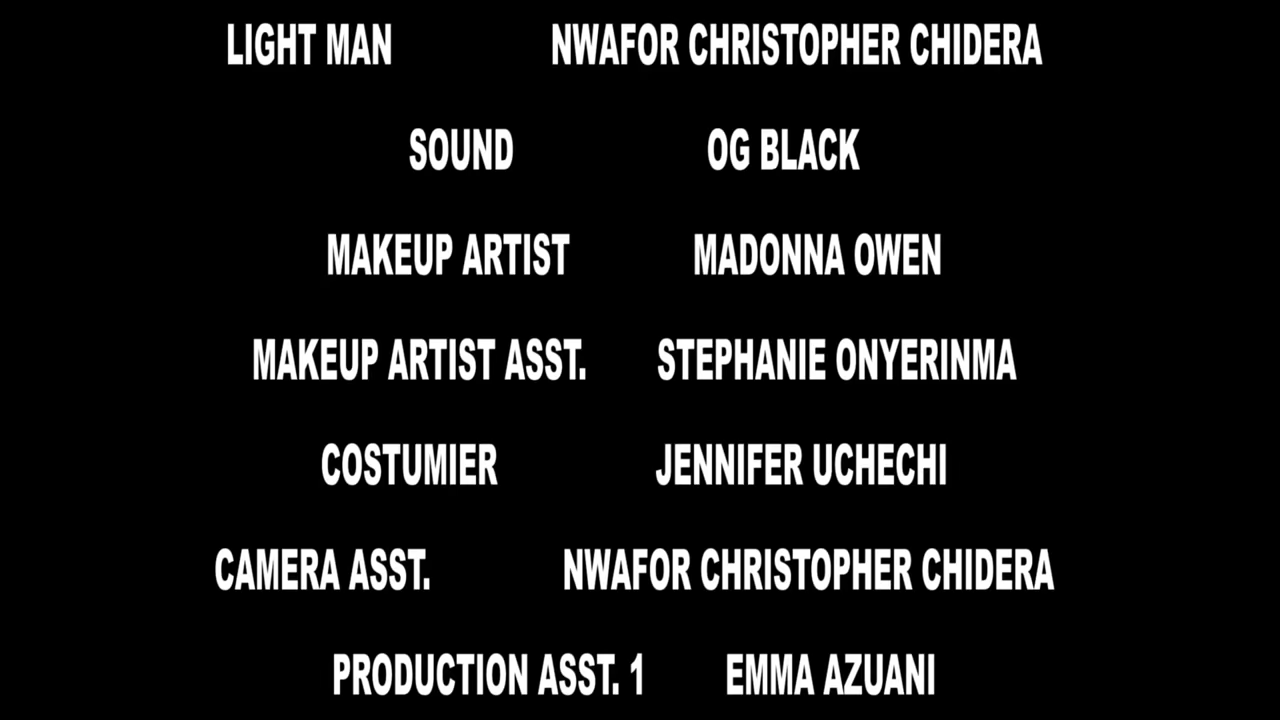 LIGHT MAN NWAFOR CHRISTOPHER CHIDERA
SOUND OG BLACK
MAKEUP ARTIST MADONNA OWEN
MAKEUP ARTIST ASST. STEPHANIE ONYERINMA
COSTUMIER JENNIFER UCHECHI
CAMERA ASST. NWAFOR CHRISTOPHER CHIDERA
PRODUCTION ASST. 1 EMMA AZUANI